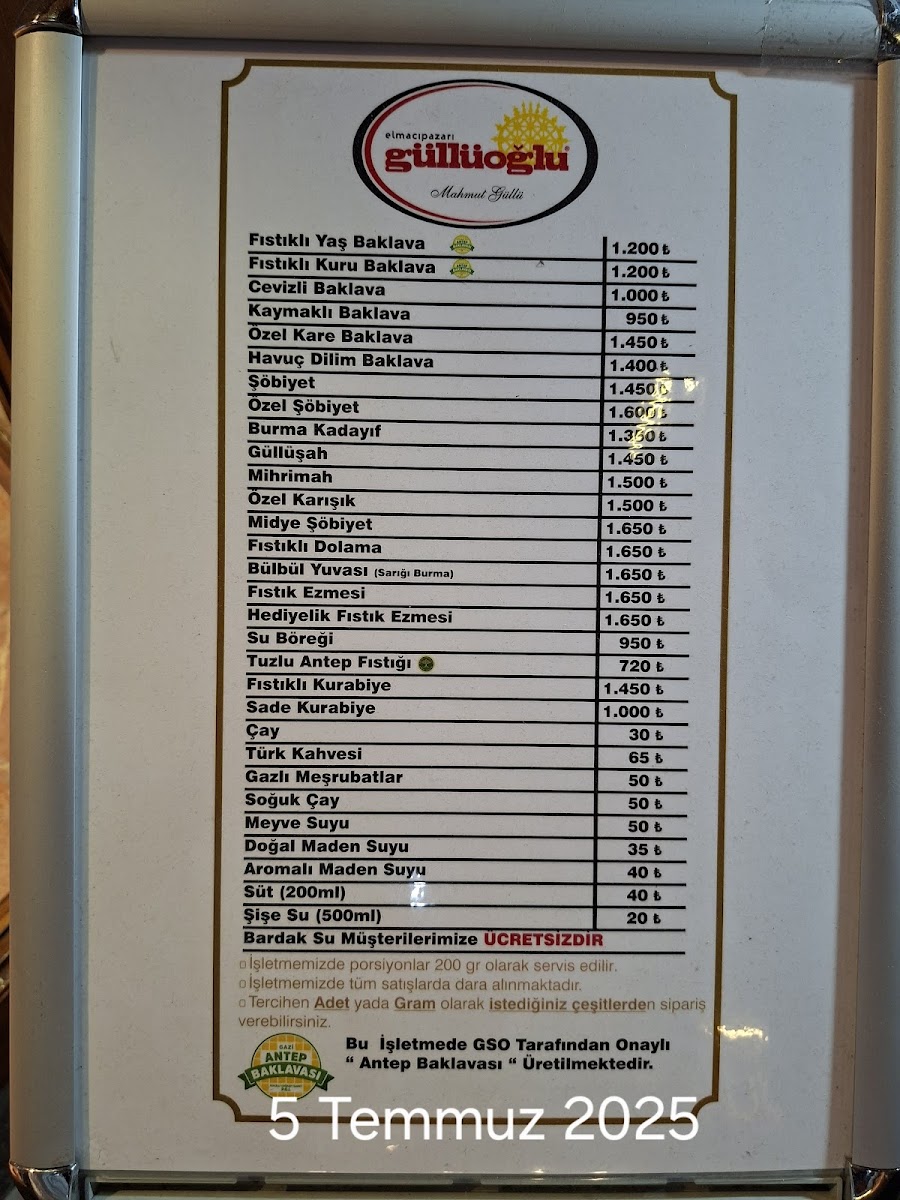 elmacıpazarı
güllüoğlu
Mahmut Güllü
Fıstıklı Yaş Baklava 1.200 ₺
Fıstıklı Kuru Baklava 1.200 ₺
Cevizli Baklava 1.000 ₺
Kaymaklı Baklava 950 ₺
Özel Kare Baklava 1.450 ₺
Havuç Dilim Baklava 1.400 ₺
Şöbiyet 1.450 ₺
Özel Şöbiyet 1.600 ₺
Burma Kadayıf 1.350 ₺
Güllüşah 1.450 ₺
Mihrimah 1.500 ₺
Özel Karışık 1.500 ₺
Midye Şöbiyet 1.650 ₺
Fıstıklı Dolama 1.650 ₺
Bülbül Yuvası (Sarığı Burma) 1.650 ₺
Fıstık Ezmesi 1.650 ₺
Hediyelik Fıstık Ezmesi 1.650 ₺
Su Böreği 950 ₺
Tuzlu Antep Fıstığı 720 ₺
Fıstıklı Kurabiye 1.450 ₺
Sade Kurabiye 1.000 ₺
Çay 30 ₺
Türk Kahvesi 65 ₺
Gazlı Meşrubatlar 50 ₺
Soğuk Çay 50 ₺
Meyve Suyu 50 ₺
Doğal Maden Suyu 35 ₺
Aromalı Maden Suyu 40 ₺
Süt (200ml) 40 ₺
Şişe Su (500ml) 20 ₺
Bardak Su Müşterilerimize ÜCRETSİZDİR
İşletmemizde porsiyonlar 200 gr olarak servis edilir.
İşletmemizde tüm satışlarda dara alınmaktadır.
Tercihen Adet yada Gram olarak istediğiniz çeşitlerden sipariş
verebilirsiniz.
GAZİ
ANTEP
BAKLAVASI
Bu İşletmede GSO Tarafından Onaylı
“ Antep Baklavası “ Üretilmektedir.
5 Temmuz 2025